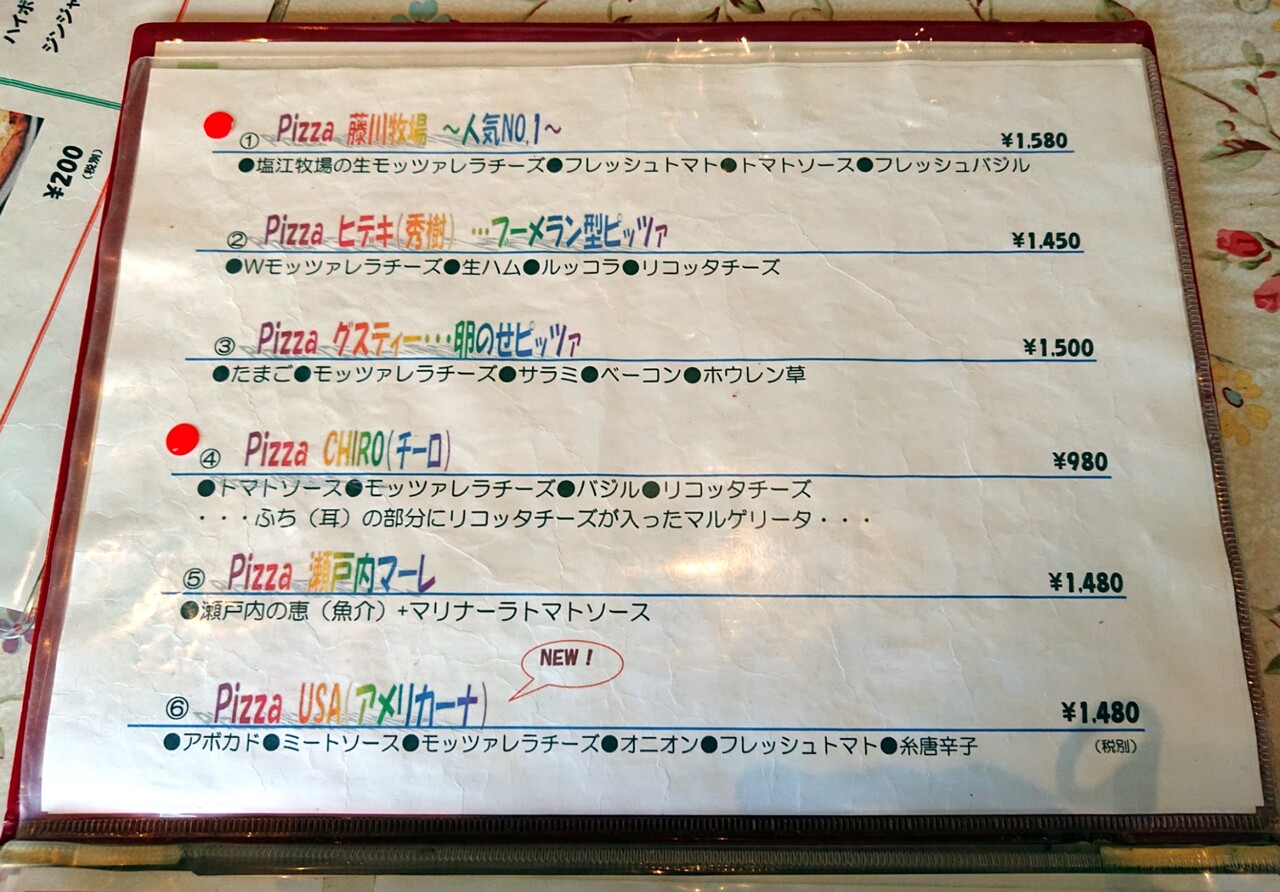 ハイボ
ジンジャ
¥200
(税別)
① Pizza 藤川牧場 ～人気NO,1～ ¥1,580
●塩江牧場の生モッツァレラチーズ●フレッシュトマト●トマトソース●フレッシュバジル
② Pizza ヒデキ(秀樹) …ブーメラン型ピッツァ ¥1,450
●Wモッツァレラチーズ●生ハム●ルッコラ●リコッタチーズ
③ Pizza グスティー…卵のせピッツァ ¥1,500
●たまご●モッツァレラチーズ●サラミ●ベーコン●ホウレン草
④ Pizza CHIRO(チーロ) ¥980
●トマトソース●モッツァレラチーズ●バジル●リコッタチーズ
・・・ふち（耳）の部分にリコッタチーズが入ったマルゲリータ・・・
⑤ Pizza 瀬戸内マーレ ¥1,480
●瀬戸内の恵（魚介）+マリナーラトマトソース
NEW！
⑥ Pizza USA(アメリカーナ) ¥1,480
●アボカド●ミートソース●モッツァレラチーズ●オニオン●フレッシュトマト●糸唐辛子 (税別)